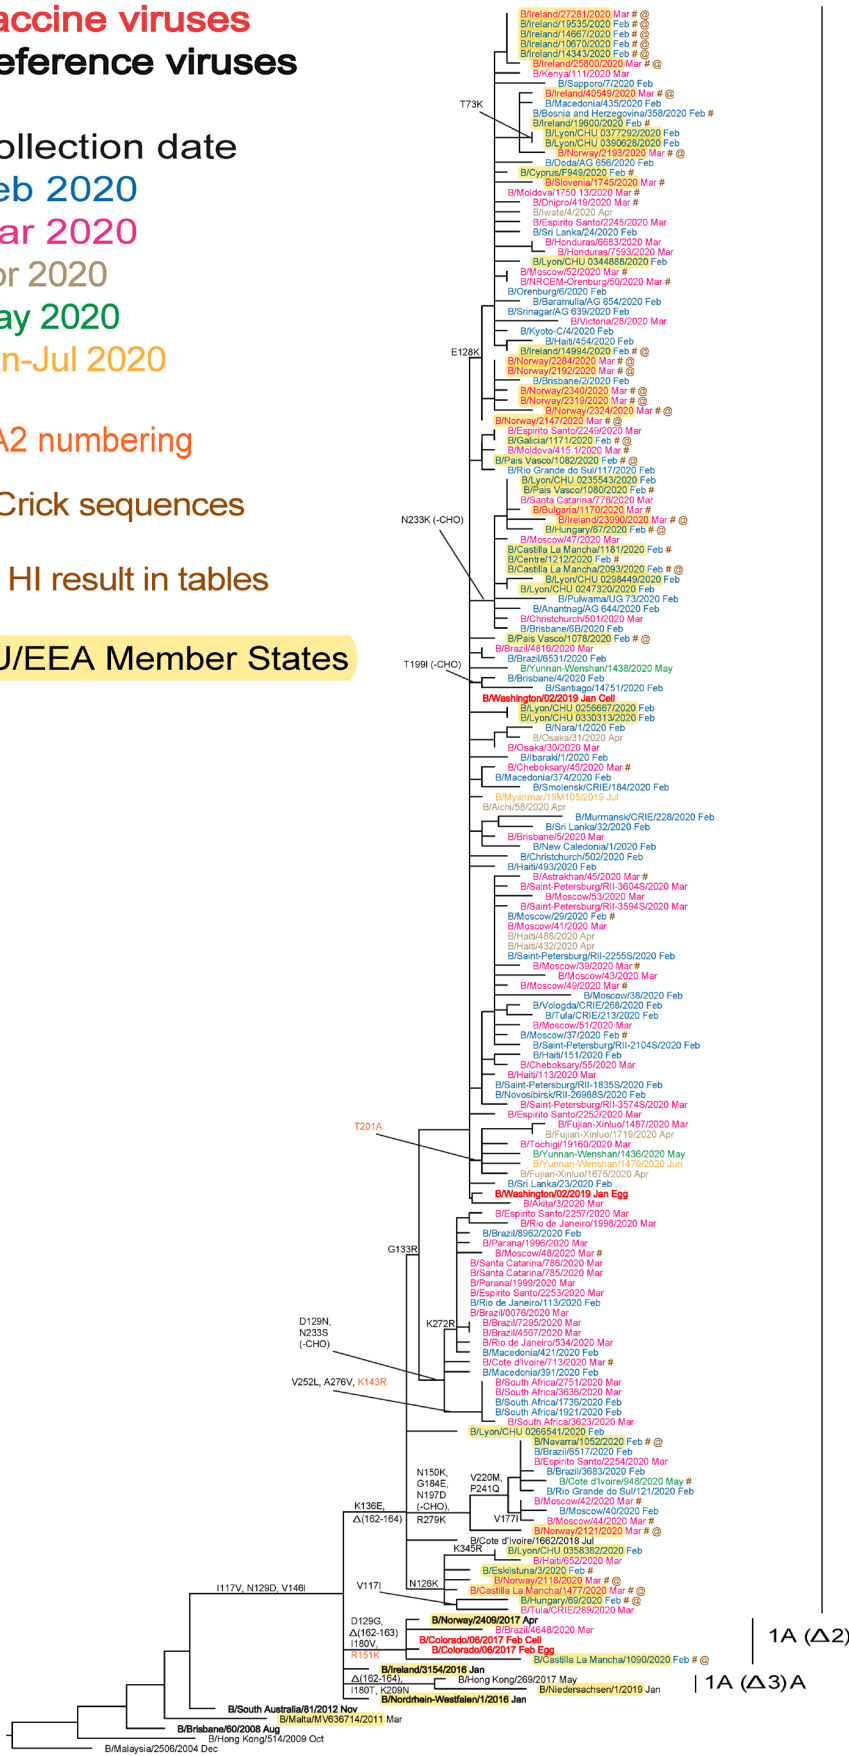 accine viruses
eference viruses
ollection date
eb 2020
ar 2020
pr 2020
ay 2020
n-Jul 2020
A2 numbering
Crick sequences
HI result in tables
U/EEA Member States
B/Ireland/27281/2020 Mar # @
B/Ireland/19535/2020 Feb # @
B/Ireland/14667/2020 Feb # @
B/Ireland/10670/2020 Feb # @
B/Ireland/14343/2020 Feb # @
B/Ireland/25800/2020 Mar # @
B/Kenya/111/2020 Mar
B/Sapporo/7/2020 Feb
B/Ireland/40549/2020 Mar # @
T73K
B/Macedonia/435/2020 Feb
B/Bosnia and Herzegovina/358/2020 Feb #
B/Ireland/19600/2020 Feb #
B/Lyon/CHU 0377292/2020 Feb
B/Lyon/CHU 0390628/2020 Feb
B/Norway/2193/2020 Mar # @
B/Doda/AG 656/2020 Feb
B/Cyprus/F949/2020 Feb #
B/Slovenia/1745/2020 Mar #
B/Moldova/1750.13/2020 Mar
B/Dnipro/419/2020 Mar #
B/Iwate/4/2020 Apr
B/Espirito Santo/2245/2020 Mar
B/Sri Lanka/24/2020 Feb
B/Honduras/6683/2020 Mar
B/Honduras/7593/2020 Mar
B/Lyon/CHU 0344888/2020 Feb
B/Moscow/52/2020 Mar #
B/NRCEM-Orenburg/50/2020 Mar #
B/Orenburg/6/2020 Feb
B/Baramulla/AG 654/2020 Feb
B/Srinagar/AG 639/2020 Feb
B/Victoria/28/2020 Mar
B/Kyoto-C/4/2020 Feb
B/Haiti/454/2020 Feb
E128K
B/Ireland/14994/2020 Feb # @
B/Norway/2284/2020 Mar # @
B/Norway/2192/2020 Mar # @
B/Brisbane/2/2020 Feb
B/Norway/2340/2020 Mar # @
B/Norway/2319/2020 Mar # @
B/Norway/2324/2020 Mar # @
B/Norway/2147/2020 Mar # @
B/Espirito Santo/2249/2020 Mar
B/Galicia/1171/2020 Feb # @
B/Moldova/415.1/2020 Mar #
B/Pais Vasco/1082/2020 Feb # @
B/Rio Grande do Sul/117/2020 Feb
B/Lyon/CHU 0235543/2020 Feb
B/Pais Vasco/1080/2020 Feb #
B/Santa Catarina/778/2020 Mar
B/Bulgaria/1170/2020 Mar #
N233K (-CHO)
B/Ireland/23990/2020 Mar # @
B/Hungary/67/2020 Feb # @
B/Moscow/47/2020 Mar
B/Castilla La Mancha/1181/2020 Feb #
B/Centre/1212/2020 Feb #
B/Castilla La Mancha/2093/2020 Feb # @
B/Lyon/CHU 0298449/2020 Feb
B/Lyon/CHU 0247320/2020 Feb
B/Pulwama/UG 73/2020 Feb
B/Anantnag/AG 644/2020 Feb
B/Christchurch/501/2020 Mar
B/Brisbane/6B/2020 Feb
B/Pais Vasco/1078/2020 Feb # @
B/Brazil/4816/2020 Mar
B/Brazil/6531/2020 Feb
T199I (-CHO)
B/Yunnan-Wenshan/1438/2020 May
B/Brisbane/4/2020 Feb
B/Santiago/14751/2020 Feb
B/Washington/02/2019 Jan Cell
B/Lyon/CHU 0256667/2020 Feb
B/Lyon/CHU 0330313/2020 Feb
B/Nara/1/2020 Feb
B/Osaka/31/2020 Apr
B/Osaka/30/2020 Mar
B/Ibaraki/1/2020 Feb
B/Cheboksary/45/2020 Mar #
B/Macedonia/374/2020 Feb
B/Smolensk/CRIE/184/2020 Feb
B/Myanmar/19M105/2019 Jul
B/Aichi/58/2020 Apr
B/Murmansk/CRIE/228/2020 Feb
B/Sri Lanka/32/2020 Feb
B/Brisbane/5/2020 Mar
B/New Caledonia/1/2020 Feb
B/Christchurch/502/2020 Feb
B/Haiti/493/2020 Feb
B/Astrakhan/45/2020 Mar #
B/Saint-Petersburg/RII-3604S/2020 Mar
B/Moscow/53/2020 Mar
B/Saint-Petersburg/RII-3594S/2020 Mar
B/Moscow/29/2020 Feb #
B/Moscow/41/2020 Mar
B/Haiti/488/2020 Apr
B/Haiti/432/2020 Apr
B/Saint-Petersburg/RII-2255S/2020 Feb
B/Moscow/39/2020 Mar #
B/Moscow/43/2020 Mar
B/Moscow/49/2020 Mar #
B/Moscow/38/2020 Feb
B/Vologda/CRIE/268/2020 Feb
B/Tula/CRIE/213/2020 Feb
B/Moscow/51/2020 Mar
B/Moscow/37/2020 Feb #
B/Saint-Petersburg/RII-2104S/2020 Feb
B/Haiti/151/2020 Feb
B/Cheboksary/55/2020 Mar
B/Haiti/113/2020 Mar
B/Saint-Petersburg/RII-1835S/2020 Feb
B/Novosibirsk/RII-26988S/2020 Feb
B/Saint-Petersburg/RII-3574S/2020 Mar
B/Espirito Santo/2252/2020 Mar
T201A
B/Fujian-Xinluo/1487/2020 Mar
B/Fujian-Xinluo/1719/2020 Apr
B/Tochigi/19160/2020 Mar
B/Yunnan-Wenshan/1436/2020 May
B/Yunnan-Wenshan/1479/2020 Jun
B/Fujian-Xinluo/1675/2020 Apr
B/Sri Lanka/23/2020 Feb
B/Washington/02/2019 Jan Egg
B/Akita/3/2020 Mar
B/Espirito Santo/2257/2020 Mar
B/Rio de Janeiro/1998/2020 Mar
B/Brazil/8962/2020 Feb
B/Parana/1996/2020 Mar
G133R
B/Moscow/48/2020 Mar #
B/Santa Catarina/786/2020 Mar
B/Santa Catarina/785/2020 Mar
B/Parana/1999/2020 Mar
B/Espirito Santo/2253/2020 Mar
B/Rio de Janeiro/113/2020 Feb
B/Brazil/0076/2020 Mar
D129N,
N233S
(-CHO)
K272R
B/Brazil/7295/2020 Mar
B/Brazil/4567/2020 Mar
B/Rio de Janeiro/534/2020 Mar
B/Macedonia/421/2020 Feb
B/Cote d'Ivoire/713/2020 Mar #
B/Macedonia/391/2020 Feb
V252L, A276V, K143R
B/South Africa/2751/2020 Mar
B/South Africa/3636/2020 Mar
B/South Africa/1736/2020 Feb
B/South Africa/1921/2020 Feb
B/South Africa/3623/2020 Mar
B/Lyon/CHU 0266541/2020 Feb
B/Navarra/1052/2020 Feb # @
B/Brazil/6517/2020 Feb
B/Espirito Santo/2254/2020 Mar
N150K,
G184E,
N197D
(-CHO),
R279K
V220M,
P241Q
B/Brazil/3683/2020 Feb
B/Cote d'Ivoire/948/2020 May #
B/Rio Grande do Sul/121/2020 Feb
K136E,
Δ(162-164)
B/Moscow/42/2020 Mar #
B/Moscow/40/2020 Feb
V177I
B/Moscow/44/2020 Mar #
B/Norway/2121/2020 Mar # @
B/Cote d'Ivoire/1662/2018 Jul
K345R
B/Lyon/CHU 0358382/2020 Feb
B/Haiti/652/2020 Mar
B/Eskilstuna/3/2020 Feb #
V117I
N126K
B/Norway/2116/2020 Mar # @
I117V, N129D, V146I
B/Castilla La Mancha/1477/2020 Mar # @
B/Hungary/69/2020 Feb # @
B/Tula/CRIE/289/2020 Mar
D129G,
Δ(162-163)
I180V,
R151K
B/Norway/2409/2017 Apr
B/Brazil/4648/2020 Mar
B/Colorado/06/2017 Feb Cell
B/Colorado/06/2017 Feb Egg
1A (Δ2)
B/Castilla La Mancha/1090/2020 Feb # @
B/Ireland/3154/2016 Jan
Δ(162-164),
I180T, K209N
B/Hong Kong/269/2017 May
1A (Δ3) A
B/Niedersachsen/1/2019 Jan
B/Nordrhein-Westfalen/1/2016 Jan
B/South Australia/81/2012 Nov
B/Malta/MV636714/2011 Mar
B/Brisbane/60/2008 Aug
B/Hong Kong/514/2009 Oct
B/Malaysia/2506/2004 Dec